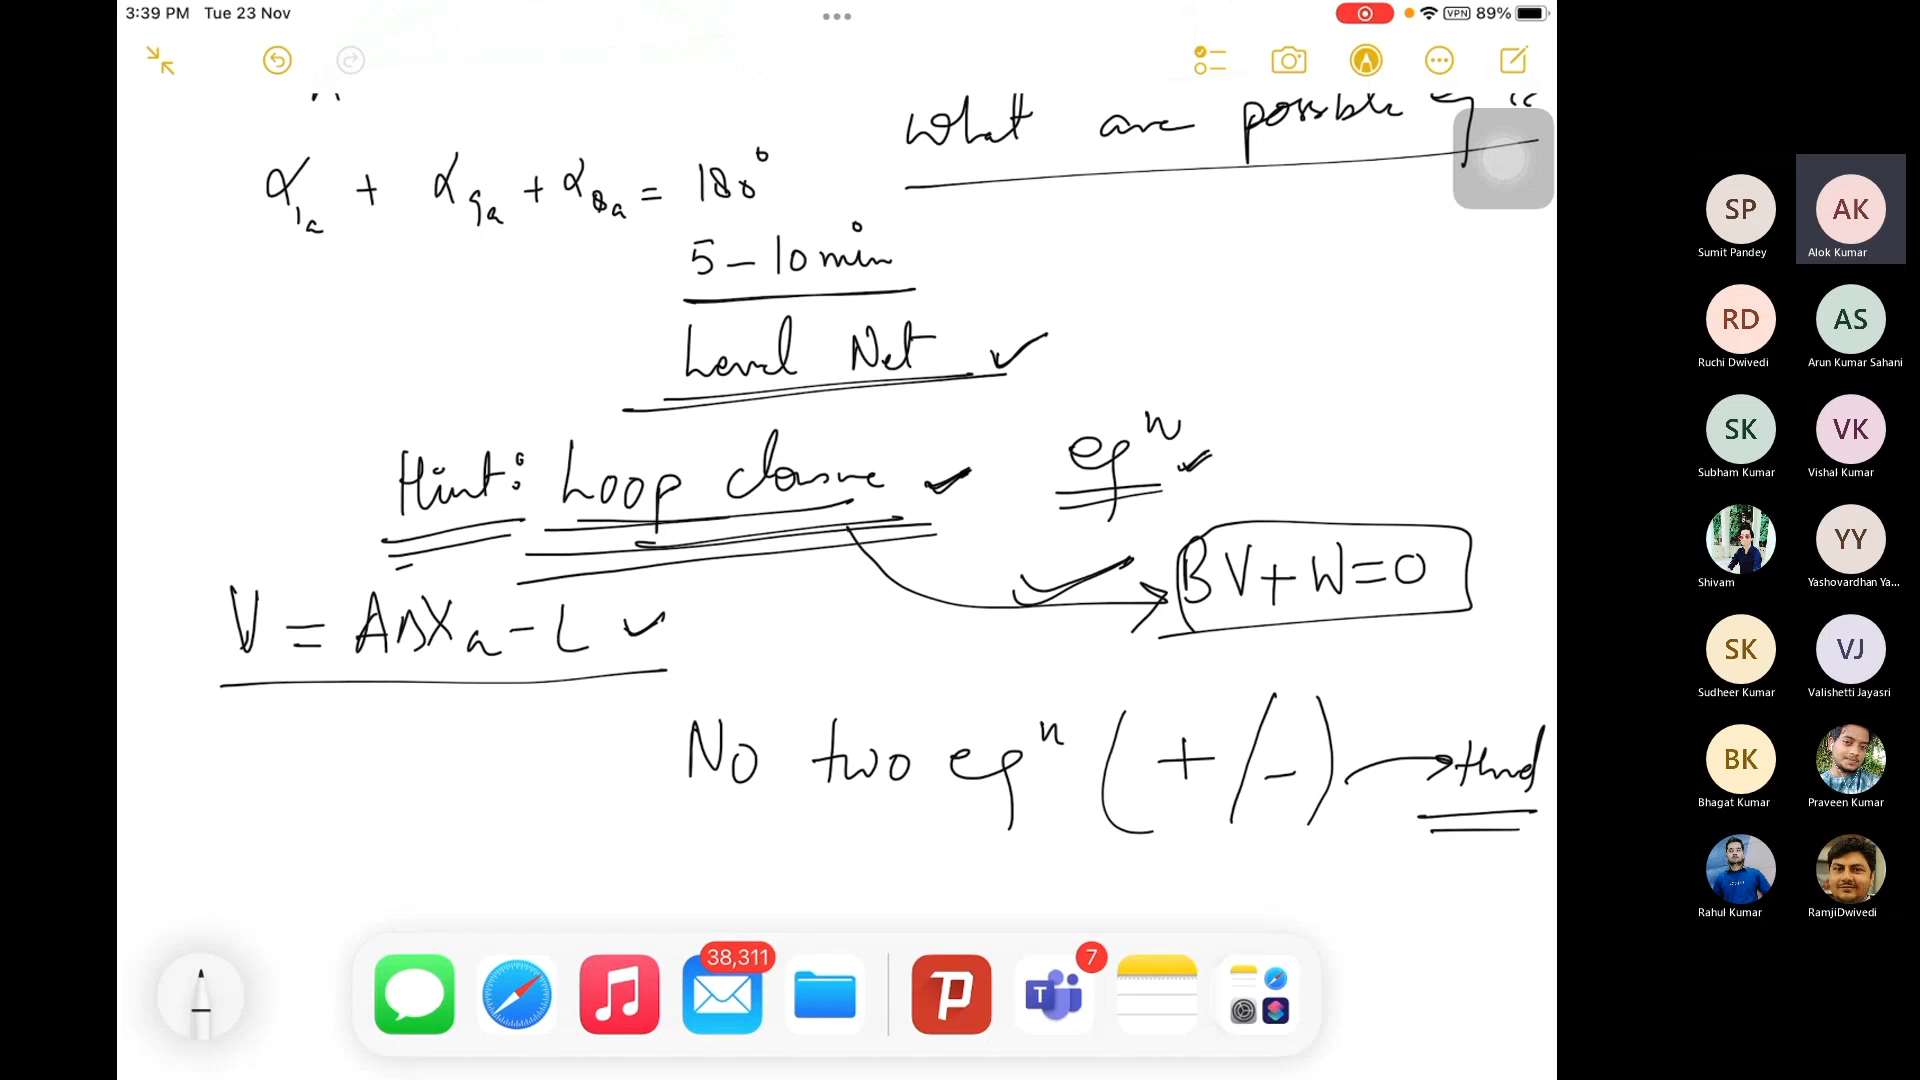 3:39 PM Tue 23 Nov
VPN 89%
what are possible
α₁ₐ + α₉ₐ + α₈ₐ = 180°
5 – 10 min
Level Net ✓
Hint: Loop closure ✓ eqⁿ ✓
BV + W = 0
V = AΔXₐ – L ✓
No two eqⁿ (+/–) → third
38,311
7
T
SP
Sumit Pandey
AK
Alok Kumar
RD
Ruchi Dwivedi
AS
Arun Kumar Sahani
SK
Subham Kumar
VK
Vishal Kumar
Shivam
YY
Yashovardhan Ya...
SK
Sudheer Kumar
VJ
Valishetti Jayasri
BK
Bhagat Kumar
Praveen Kumar
Rahul Kumar
RamjiDwivedi